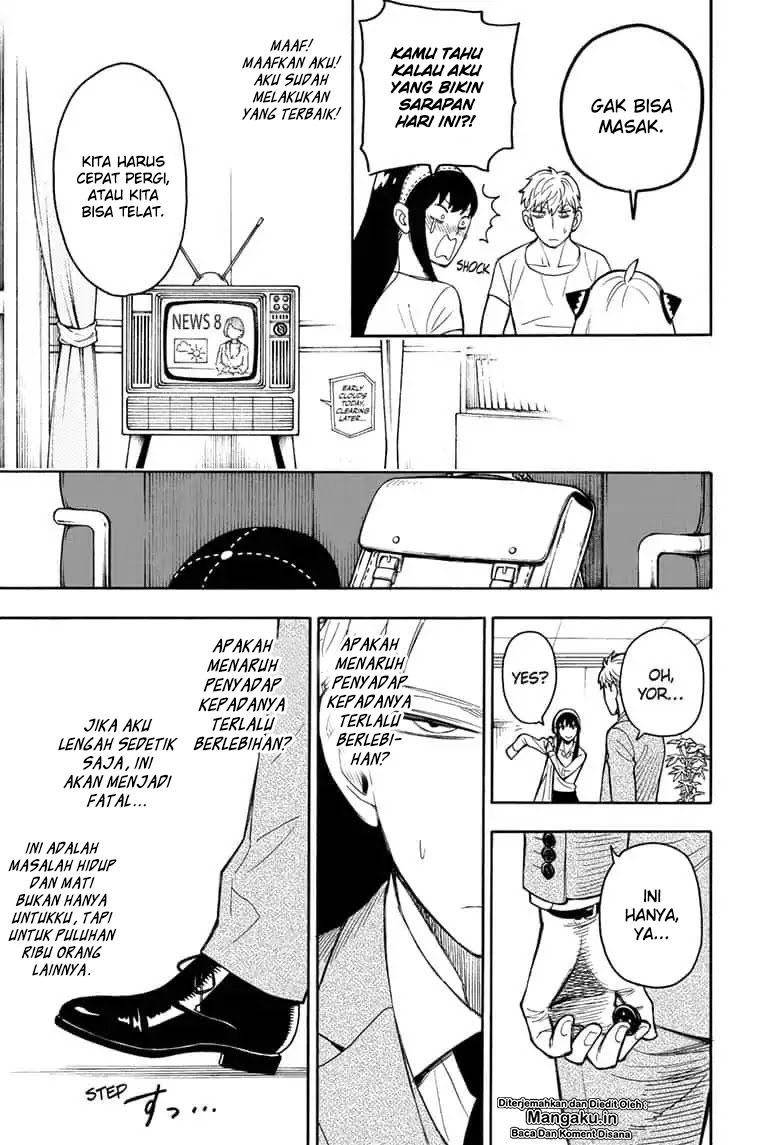 GAK BISA
MASAK.
KAMU TAHU
KALAU AKU
YANG BIKIN
SARAPAN
HARI INI?!
SHOCK
MAAF!
MAAFKAN AKU!
AKU SUDAH
MELAKUKAN
YANG TERBAIK!
KITA HARUS
CEPAT PERGI,
ATAU KITA
BISA TELAT.
NEWS 8
EARLY
CLOUDS
TODAY,
CLEARING
LATER...
OH,
YOR...
YES?
INI
HANYA,
YA...
APAKAH
MENARUH
PENYADAP
KEPADANYA
TERLALU
BERLEBI-
HAN?
APAKAH
MENARUH
PENYADAP
KEPADANYA
TERLALU
BERLEBIHAN?
JIKA AKU
LENGAH SEDETIK
SAJA, INI
AKAN MENJADI
FATAL...
INI ADALAH
MASALAH HIDUP
DAN MATI
BUKAN HANYA
UNTUKKU, TAPI
UNTUK PULUHAN
RIBU ORANG
LAINNYA.
STEP
すっ...
Diterjemahkan dan Diedit Oleh :
Mangaku.in
Baca Dan Koment Disana